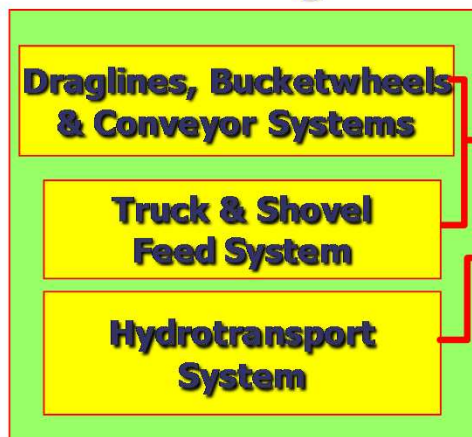 Draglines, Bucketwheels
& Conveyor Systems
Truck & Shovel
Feed System
Hydrotransport
System